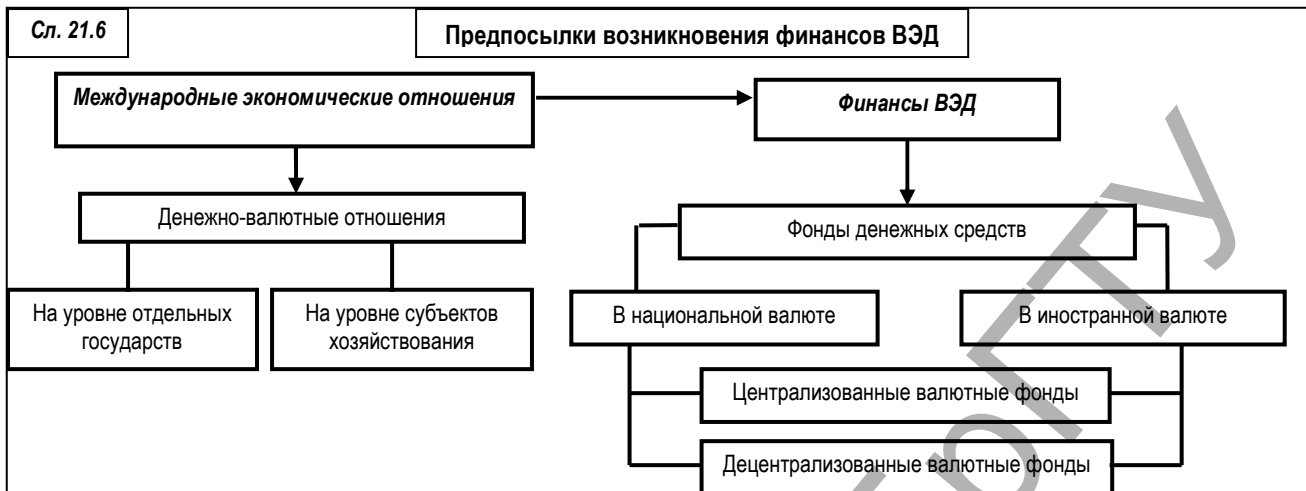 Сл. 21.6
Предпосылки возникновения финансов ВЭД
Международные экономические отношения
Финансы ВЭД
Денежно-валютные отношения
Фонды денежных средств
На уровне отдельных
государств
На уровне субъектов
хозяйствования
В национальной валюте
В иностранной валюте
Централизованные валютные фонды
Децентрализованные валютные фонды